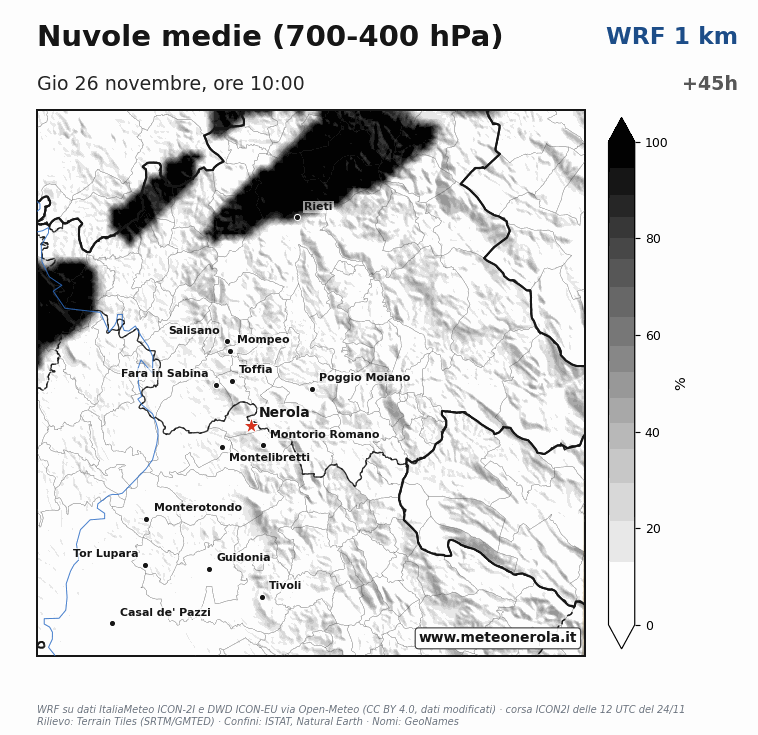 Nuvole medie (700-400 hPa)
WRF 1 km
Gio 26 novembre, ore 10:00
+45h
Rieti
Salisano
Mompeo
Fara in Sabina
Toffia
Poggio Moiano
Nerola
Montorio Romano
Montelibretti
Monterotondo
Tor Lupara
Guidonia
Tivoli
Casal de' Pazzi
www.meteonerola.it
100
80
60
40
20
0
%
WRF su dati ItaliaMeteo ICON-2I e DWD ICON-EU via Open-Meteo (CC BY 4.0, dati modificati) · corsa ICON2I delle 12 UTC del 24/11
Rilievo: Terrain Tiles (SRTM/GMTED) · Confini: ISTAT, Natural Earth · Nomi: GeoNames